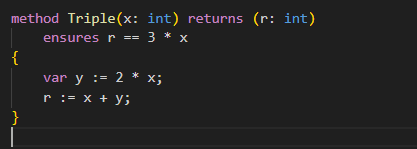 method Triple(x: int) returns (r: int)
    ensures r == 3 * x
{
    var y := 2 * x;
    r := x + y;
}